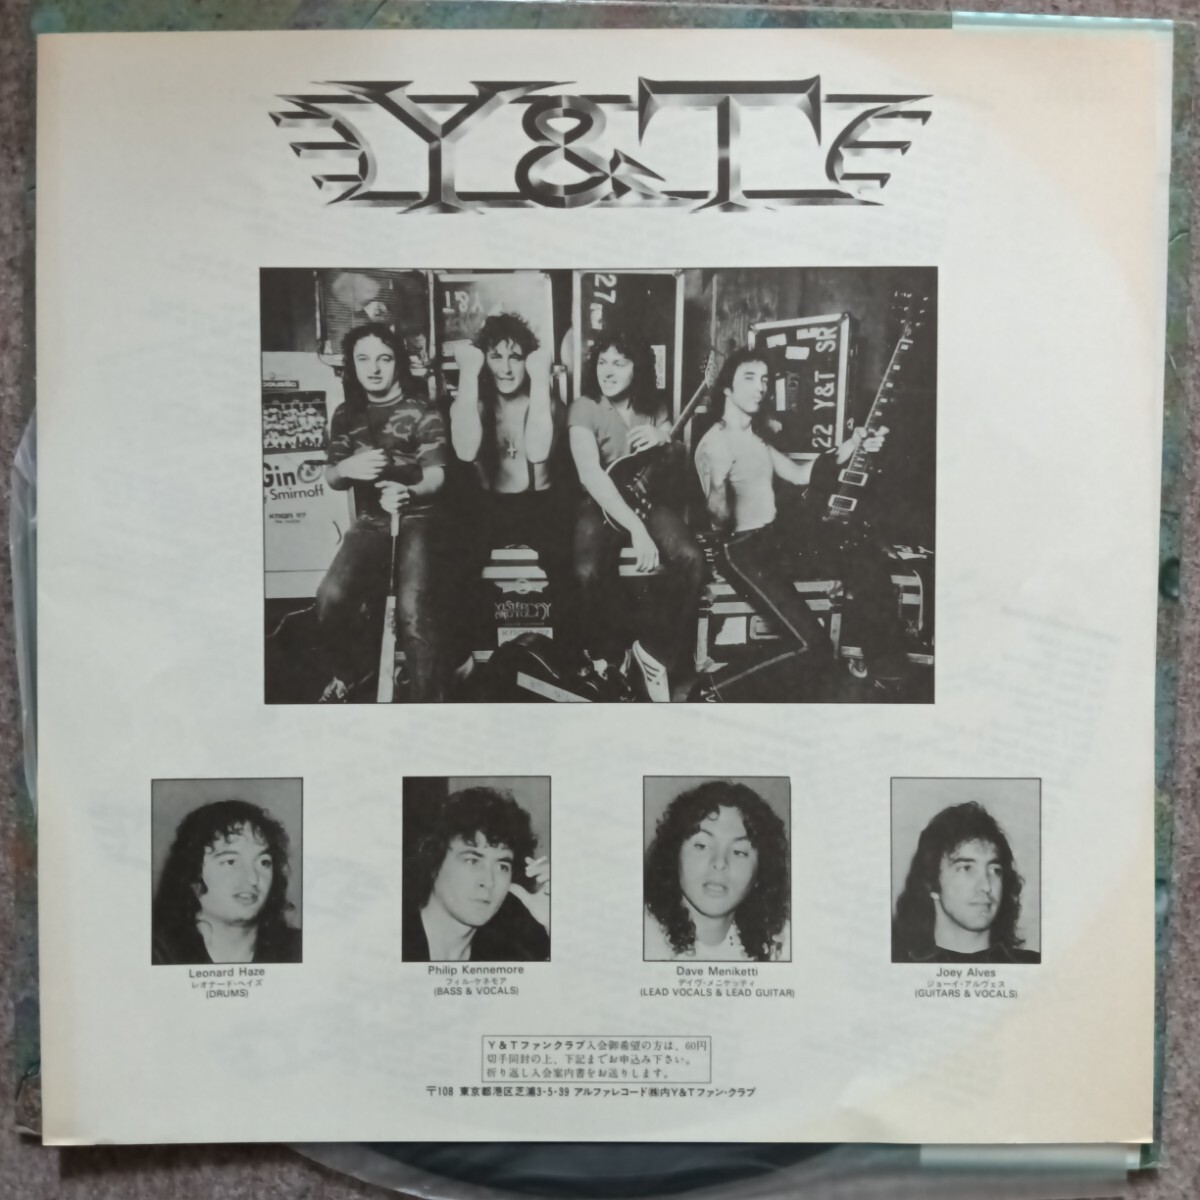 Y&T
Y&T
27
22 Y&T SR
acoustic
Gin
Smirnoff
Leonard Haze
レオナード・ヘイズ
(DRUMS)
Philip Kennemore
フィル・ケネモア
(BASS & VOCALS)
Dave Meniketti
デイヴ・メニケッティ
(LEAD VOCALS & LEAD GUITAR)
Joey Alves
ジョーイ・アルヴェス
(GUITARS & VOCALS)
Y&Tファンクラブ入会御希望の方は、60円
切手同封の上、下記までお申込み下さい。
折り返し入会案内書をお送りします。
〒108 東京都港区芝浦3-5-39 アルファレコード㈱内Y&Tファン・クラブ